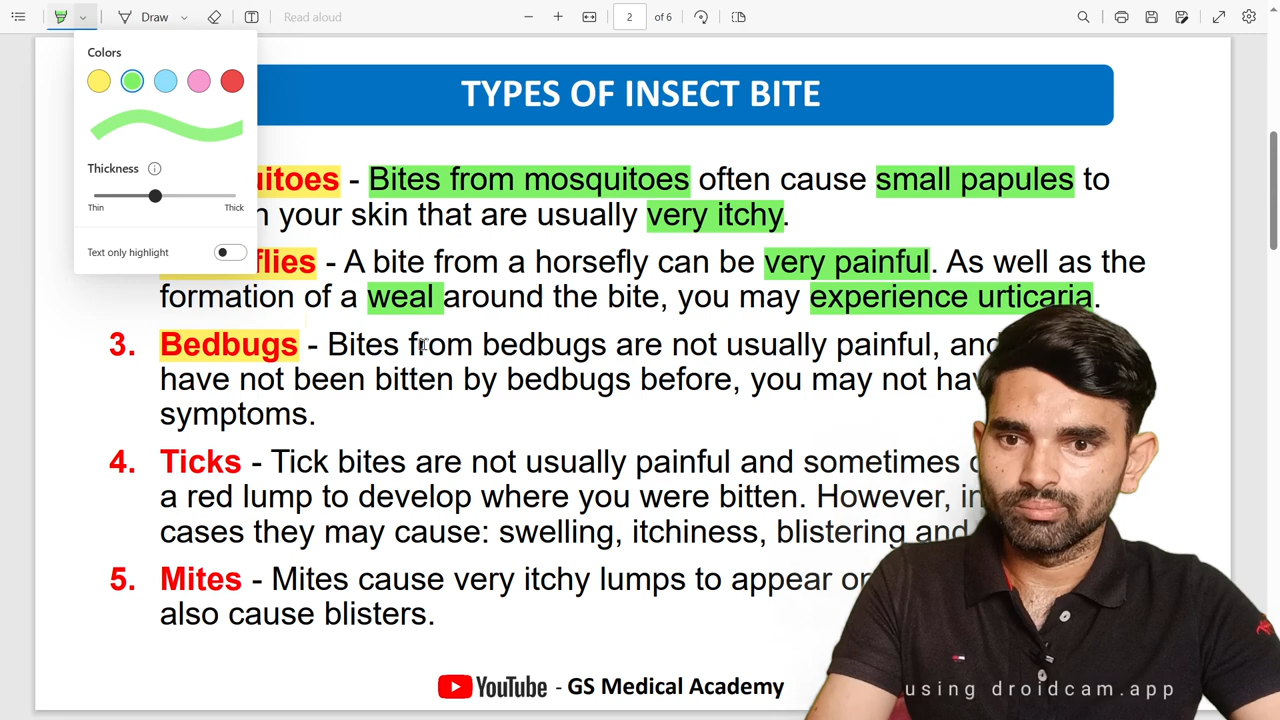 Draw
Read aloud
2 of 6
Colors
Thickness
Thin Thick
Text only highlight
TYPES OF INSECT BITE
- Bites from mosquitoes often cause small papules to
your skin that are usually very itchy.
- A bite from a horsefly can be very painful. As well as the
formation of a weal around the bite, you may experience urticaria.
3. Bedbugs - Bites from bedbugs are not usually painful,
have not been bitten by bedbugs before, you may not
symptoms.
4. Ticks - Tick bites are not usually painful and sometimes
a red lump to develop where you were bitten. However,
cases they may cause: swelling, itchiness, blistering and
5. Mites - Mites cause very itchy lumps to appear
also cause blisters.
YouTube - GS Medical Academy
using droidcam.app